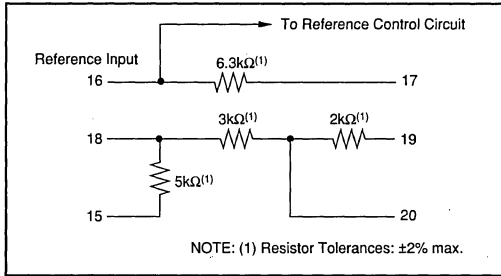 To Reference Control Circuit
Reference Input
6.3kΩ(1)
16
17
3kΩ(1)
2kΩ(1)
18
19
5kΩ(1)
15
20
NOTE: (1) Resistor Tolerances: ±2% max.